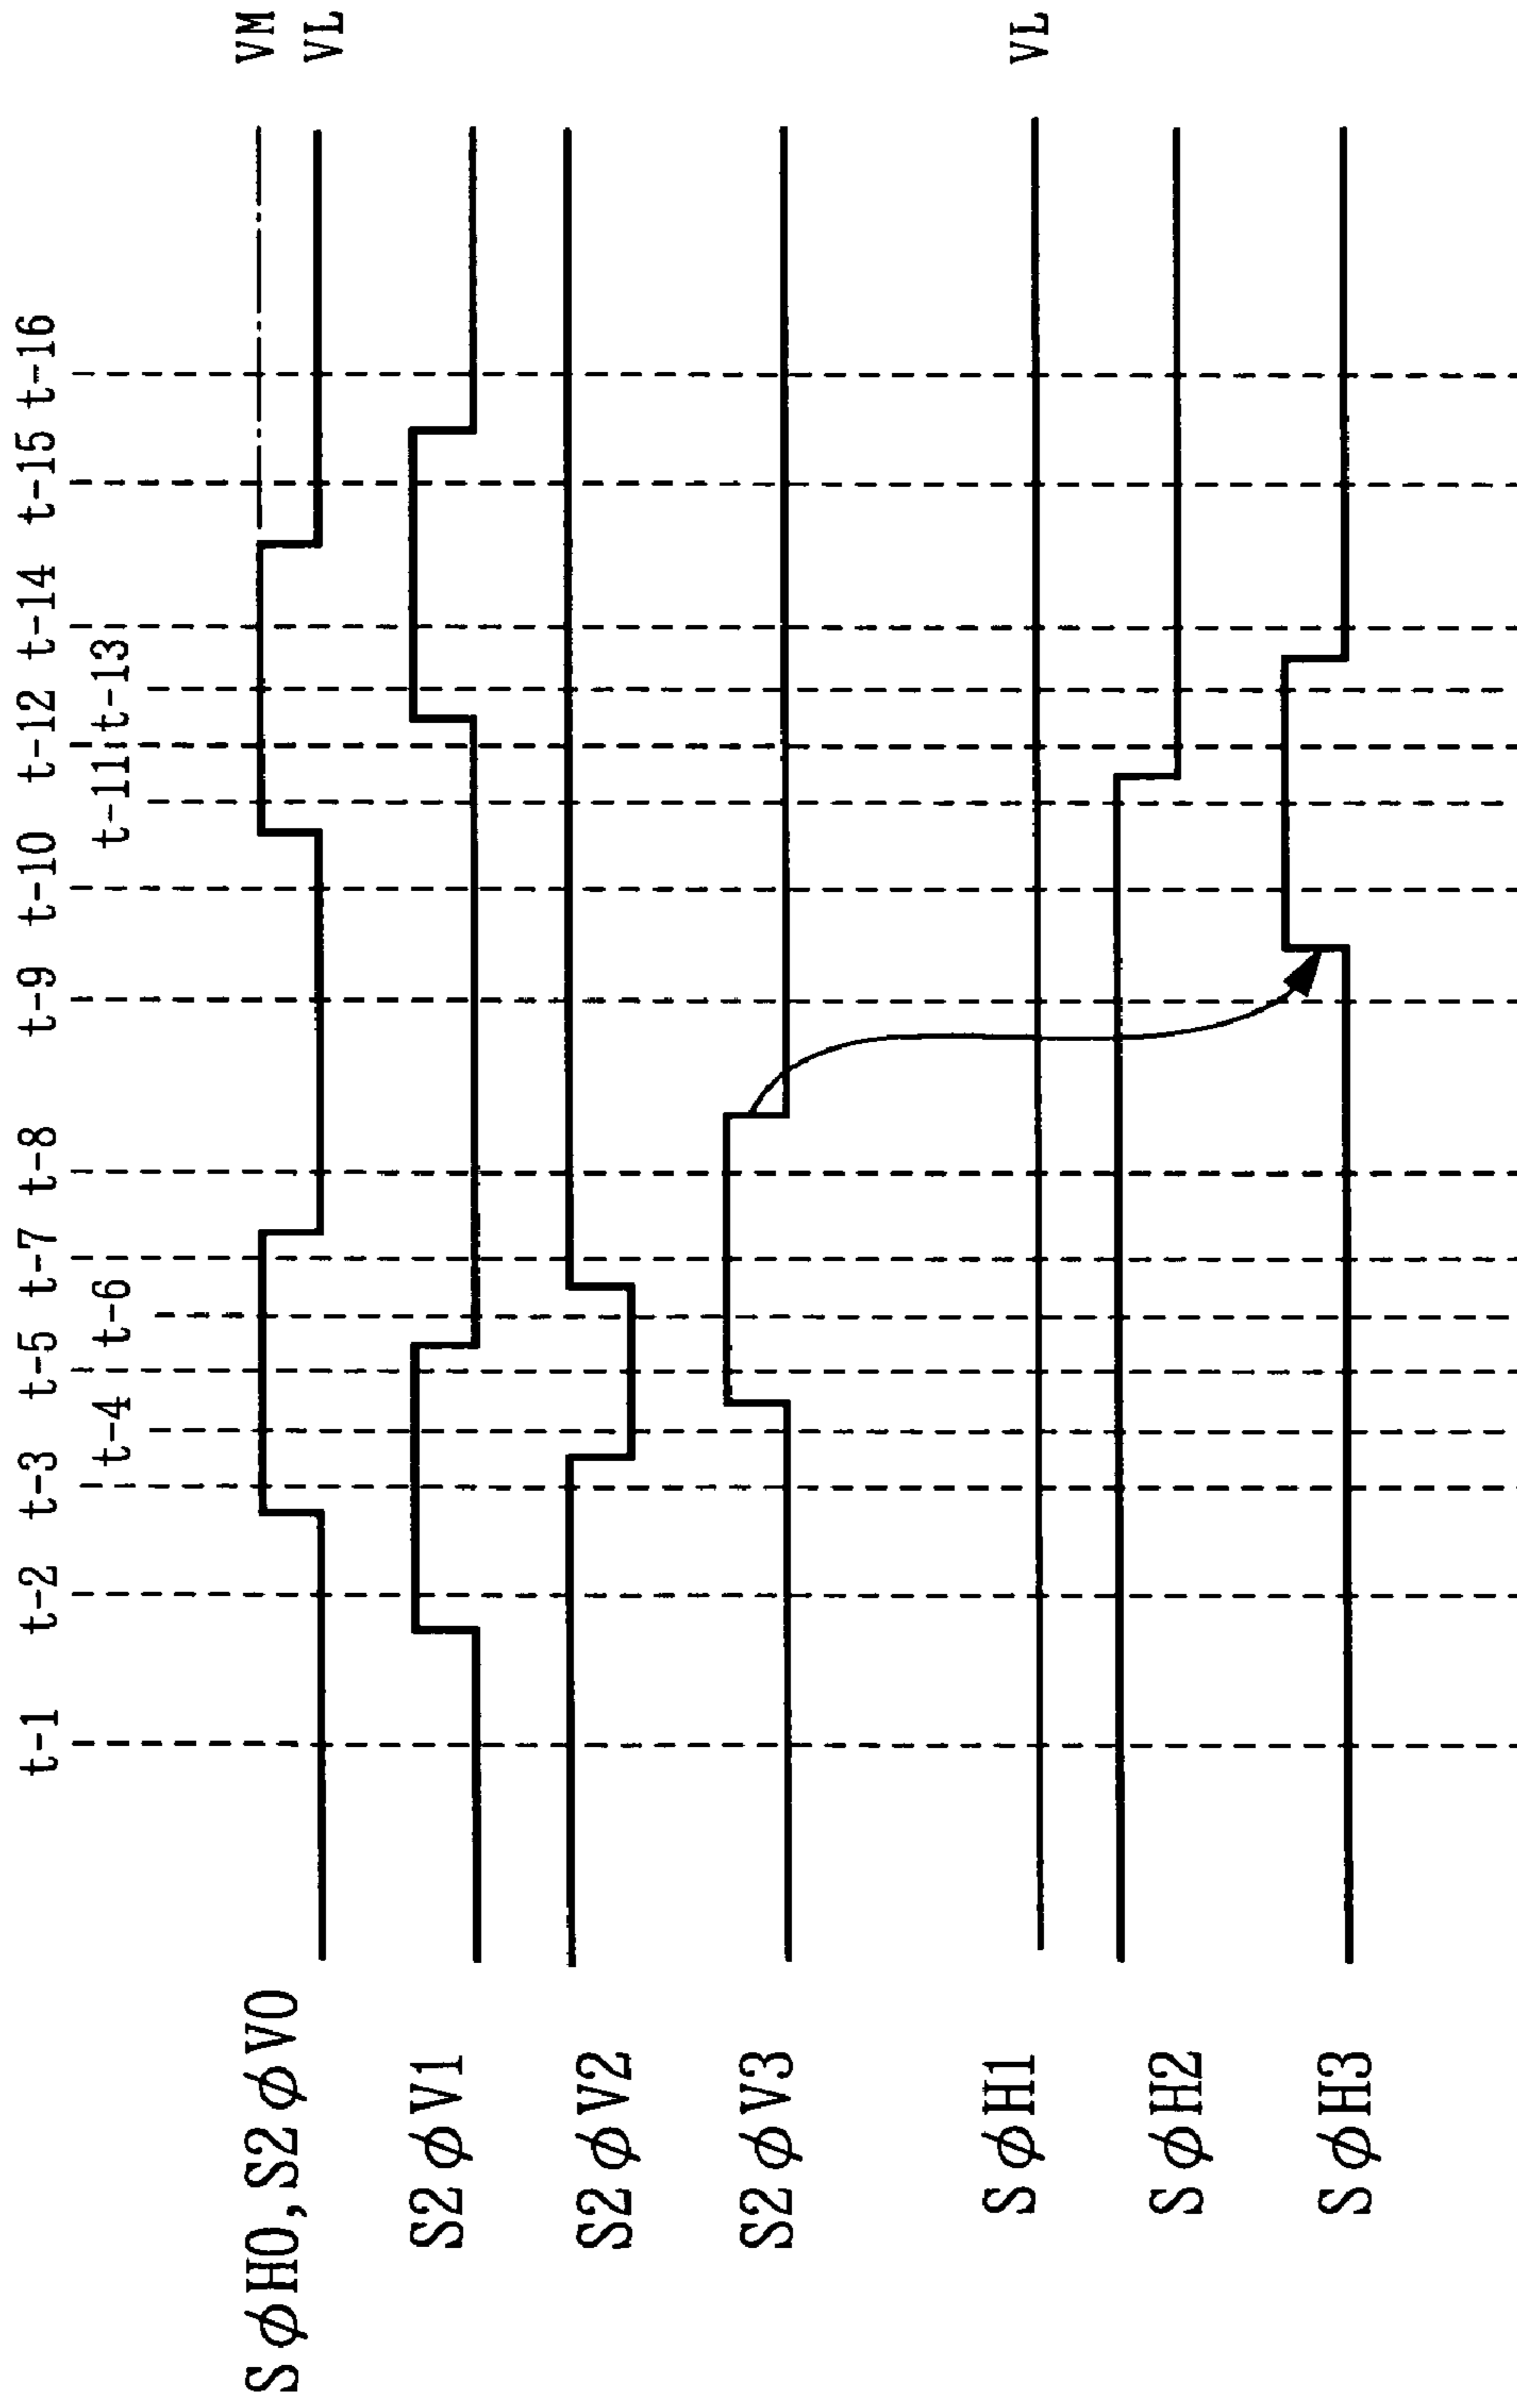 t-1 t-2 t-3 t-5 t-7 t-8 t-9 t-10 t-12 t-14 t-15 t-16
t-4 t-6 t-11 t-13
SφH0,S2φV0 VM
VL
S2φV1
S2φV2
S2φV3
SφH1 VL
SφH2
SφH3